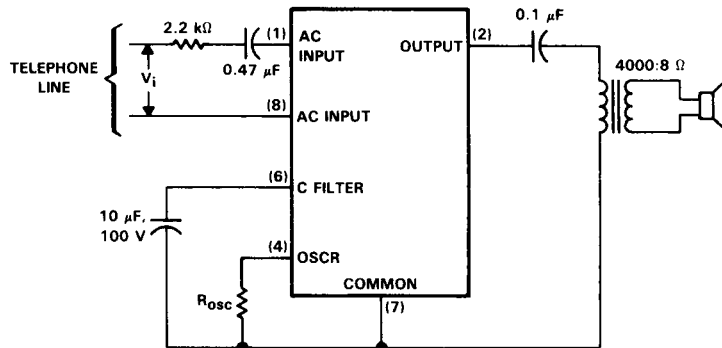 2.2 kΩ
(1)
AC
INPUT
0.47 µF
TELEPHONE
LINE
Vi
(8)
AC INPUT
(6)
C FILTER
10 µF,
100 V
(4)
OSCR
Rosc
COMMON
(7)
OUTPUT
(2)
0.1 µF
4000:8 Ω